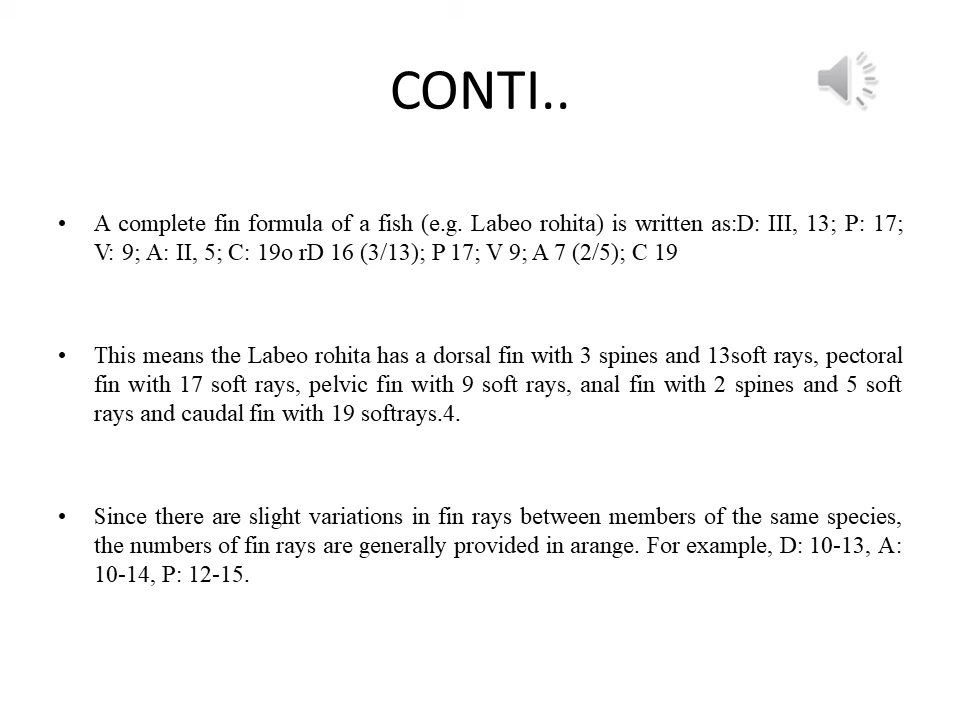 CONTI..
• A complete fin formula of a fish (e.g. Labeo rohita) is written as:D: III, 13; P: 17;
V: 9; A: II, 5; C: 19o rD 16 (3/13); P 17; V 9; A 7 (2/5); C 19
• This means the Labeo rohita has a dorsal fin with 3 spines and 13soft rays, pectoral
fin with 17 soft rays, pelvic fin with 9 soft rays, anal fin with 2 spines and 5 soft
rays and caudal fin with 19 softrays.4.
• Since there are slight variations in fin rays between members of the same species,
the numbers of fin rays are generally provided in arange. For example, D: 10-13, A:
10-14, P: 12-15.